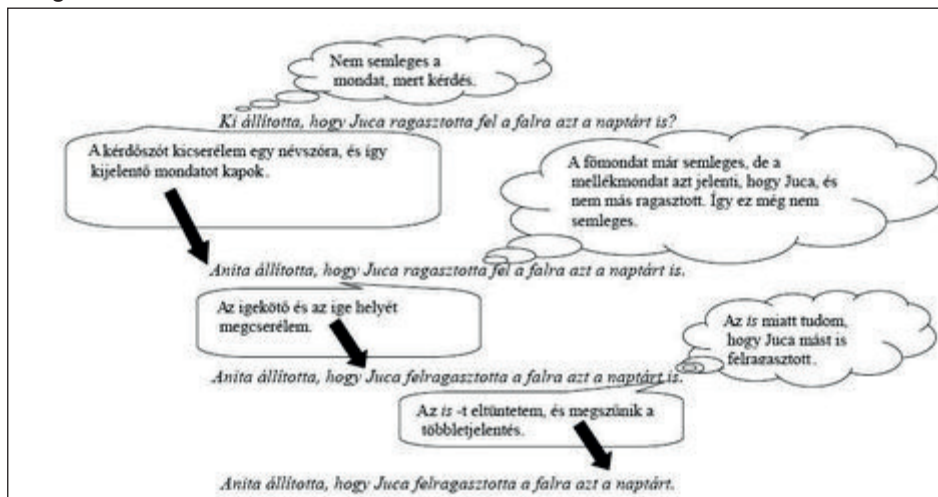 Nem semleges a
mondat, mert kérdés.
Ki állította, hogy Juca ragasztotta fel a falra azt a naptárt is?
A kérdőszót kicserélem egy névszóra, és így
kijelentő mondatot kapok.
A főmondat már semleges, de a
mellékmondat azt jelenti, hogy Juca, és
nem más ragasztott. Így ez még nem
semleges.
Anita állította, hogy Juca ragasztotta fel a falra azt a naptárt is.
Az igekötő és az ige helyét
megcserélem.
Az is miatt tudom,
hogy Juca mást is
felragasztott.
Anita állította, hogy Juca felragasztotta a falra azt a naptárt is.
Az is -t eltüntetem, és megszűnik a
többletjelentés.
Anita állította, hogy Juca felragasztotta a falra azt a naptárt.